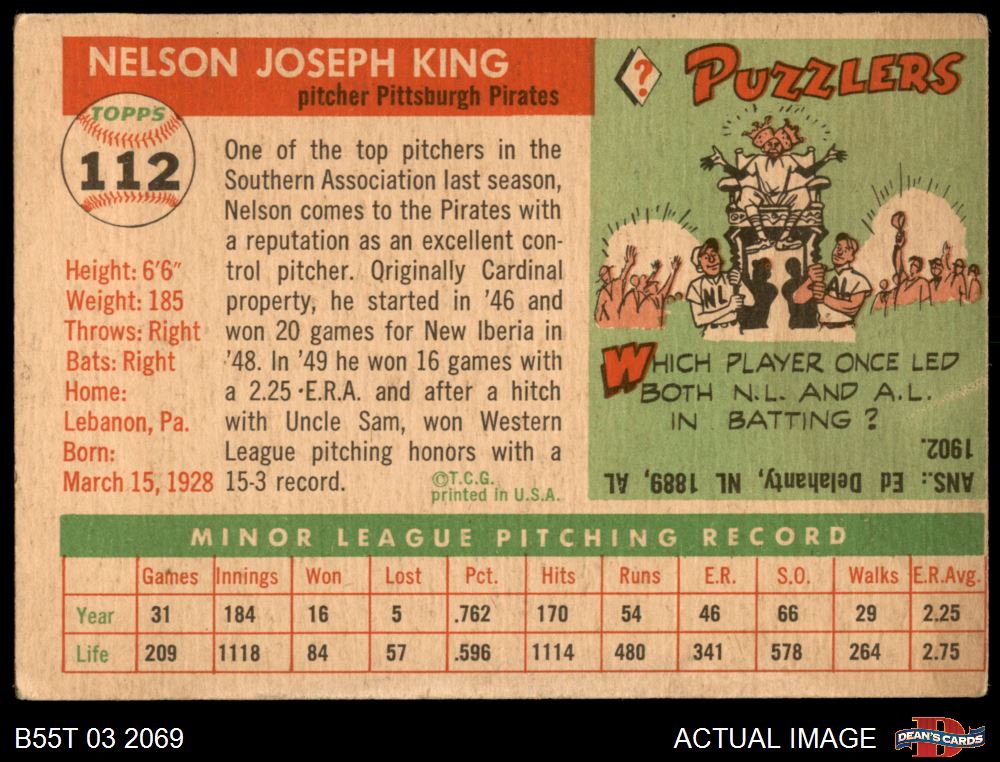 NELSON JOSEPH KING
pitcher Pittsburgh Pirates
TOPPS
112
Height: 6'6"
Weight: 185
Throws: Right
Bats: Right
Home:
Lebanon, Pa.
Born:
March 15, 1928
One of the top pitchers in the
Southern Association last season,
Nelson comes to the Pirates with
a reputation as an excellent con-
trol pitcher. Originally Cardinal
property, he started in '46 and
won 20 games for New Iberia in
'48. In '49 he won 16 games with
a 2.25 E.R.A. and after a hitch
with Uncle Sam, won Western
League pitching honors with a
15-3 record.
©T.C.G.
printed in U.S.A.
?
PUZZLERS
NL
AL
WHICH PLAYER ONCE LED
BOTH N.L. AND A.L.
IN BATTING?
ANS.: Ed Delahanty, NL 1889, AL
1902.
MINOR LEAGUE PITCHING RECORD
Games Innings Won Lost Pct. Hits Runs E.R. S.O. Walks E.R.Avg.
Year 31 184 16 5 .762 170 54 46 66 29 2.25
Life 209 1118 84 57 .596 1114 480 341 578 264 2.75
B55T 03 2069
ACTUAL IMAGE
DEAN'S CARDS